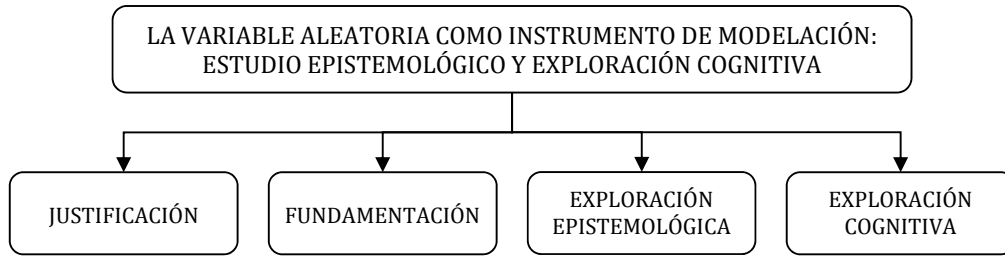 LA VARIABLE ALEATORIA COMO INSTRUMENTO DE MODELACIÓN:
ESTUDIO EPISTEMOLÓGICO Y EXPLORACIÓN COGNITIVA
JUSTIFICACIÓN
FUNDAMENTACIÓN
EXPLORACIÓN
EPISTEMOLÓGICA
EXPLORACIÓN
COGNITIVA